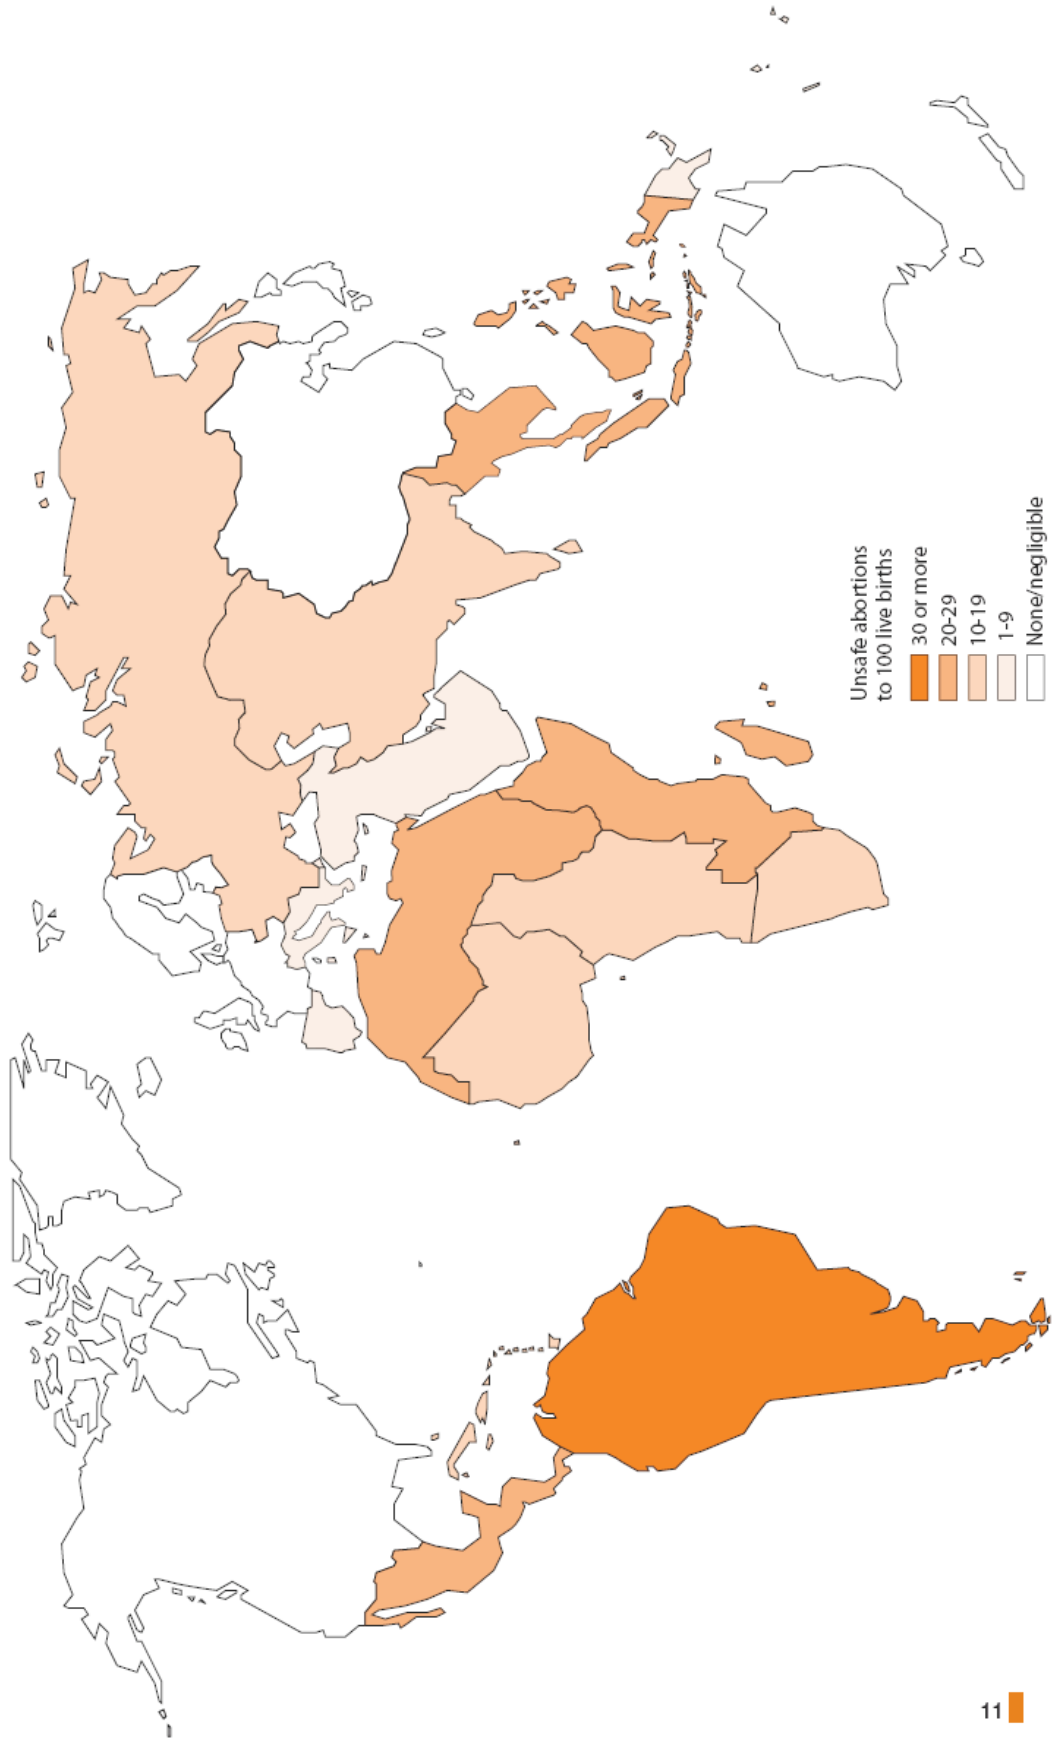 Unsafe abortions
to 100 live births
30 or more
20-29
10-19
1-9
None/negligible
11